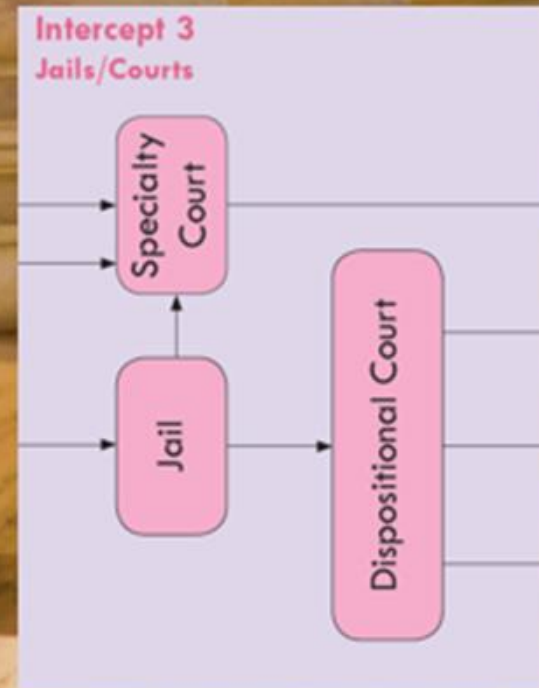 Intercept 3
Jails/Courts
Specialty
Court
Jail
Dispositional Court